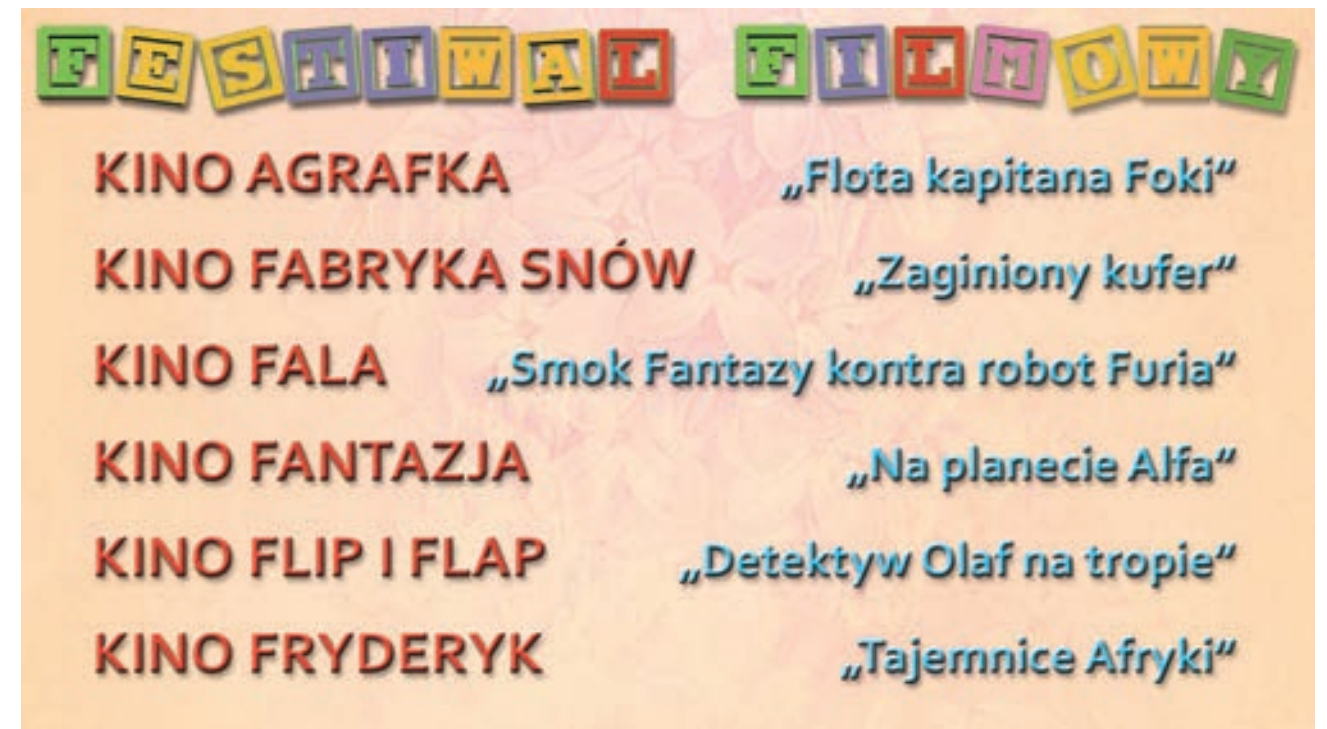 FESTIWAL FILMOWY
KINO AGRAFKA „Flota kapitana Foki“
KINO FABRYKA SNÓW „Zaginiony kufer“
KINO FALA „Smok Fantazy kontra robot Furia“
KINO FANTAZJA „Na planecie Alfa“
KINO FLIP I FLAP „Detektyw Olaf na tropie“
KINO FRYDERYK „Tajemnice Afryki“